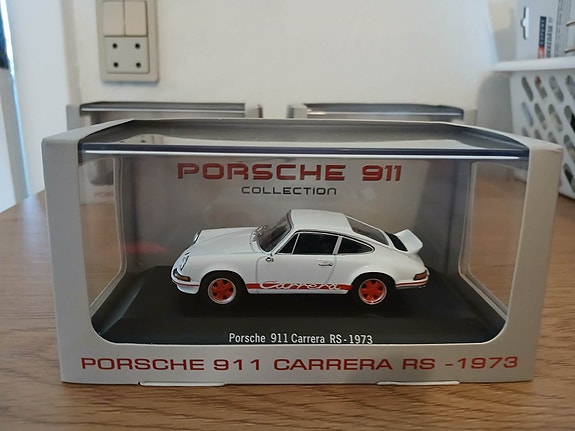 PORSCHE 911
COLLECTION
Carrera
Porsche 911 Carrera RS-1973
PORSCHE 911 CARRERA RS -1973